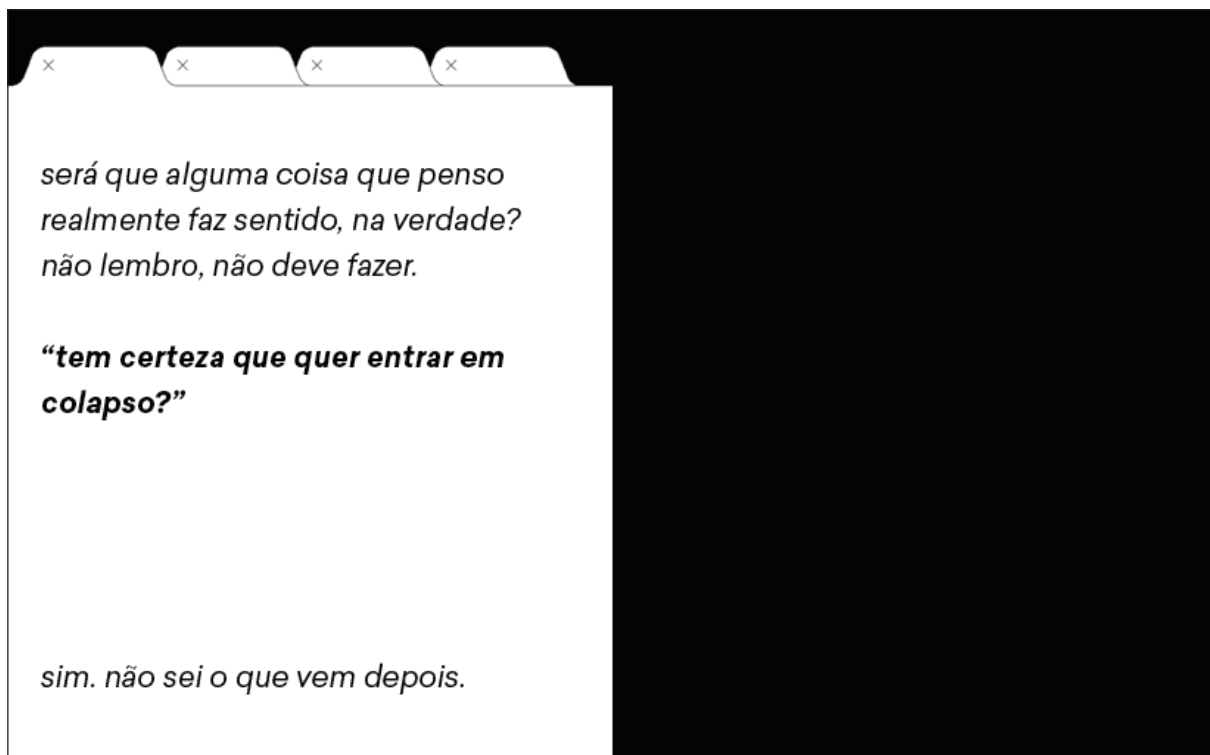 será que alguma coisa que penso
realmente faz sentido, na verdade?
não lembro, não deve fazer.
“tem certeza que quer entrar em
colapso?”
sim. não sei o que vem depois.